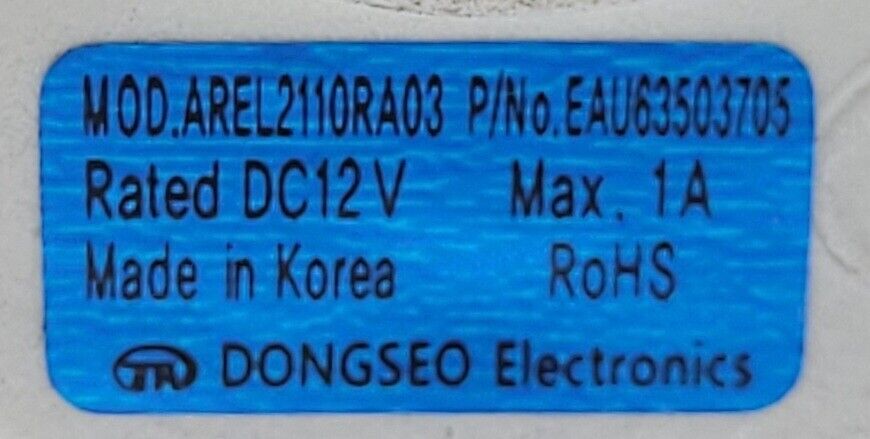 MOD.AREL2110RA03 P/No.EAU63503705
Rated DC12V Max. 1A
Made in Korea RoHS
DONGSEO Electronics